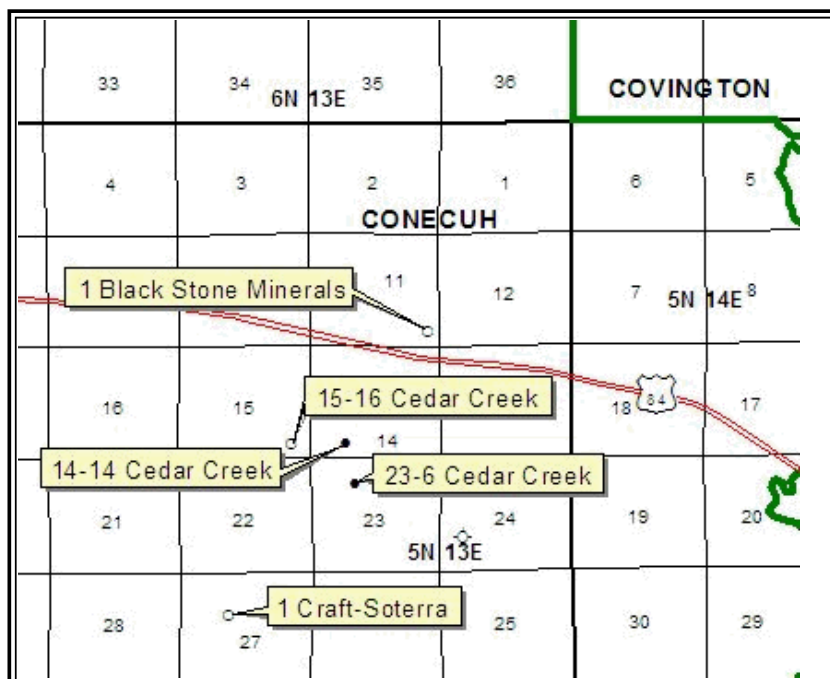 33 34 35 36
6N 13E
COVINGTON
4 3 2 1 6 5
CONECUH
1 Black Stone Minerals
11 12 7 8
5N 14E
15-16 Cedar Creek
16 15 14 18 84 17
14-14 Cedar Creek
23-6 Cedar Creek
21 22 23 24 19 20
5N 13E
1 Craft-Soterra
28 27 25 30 29